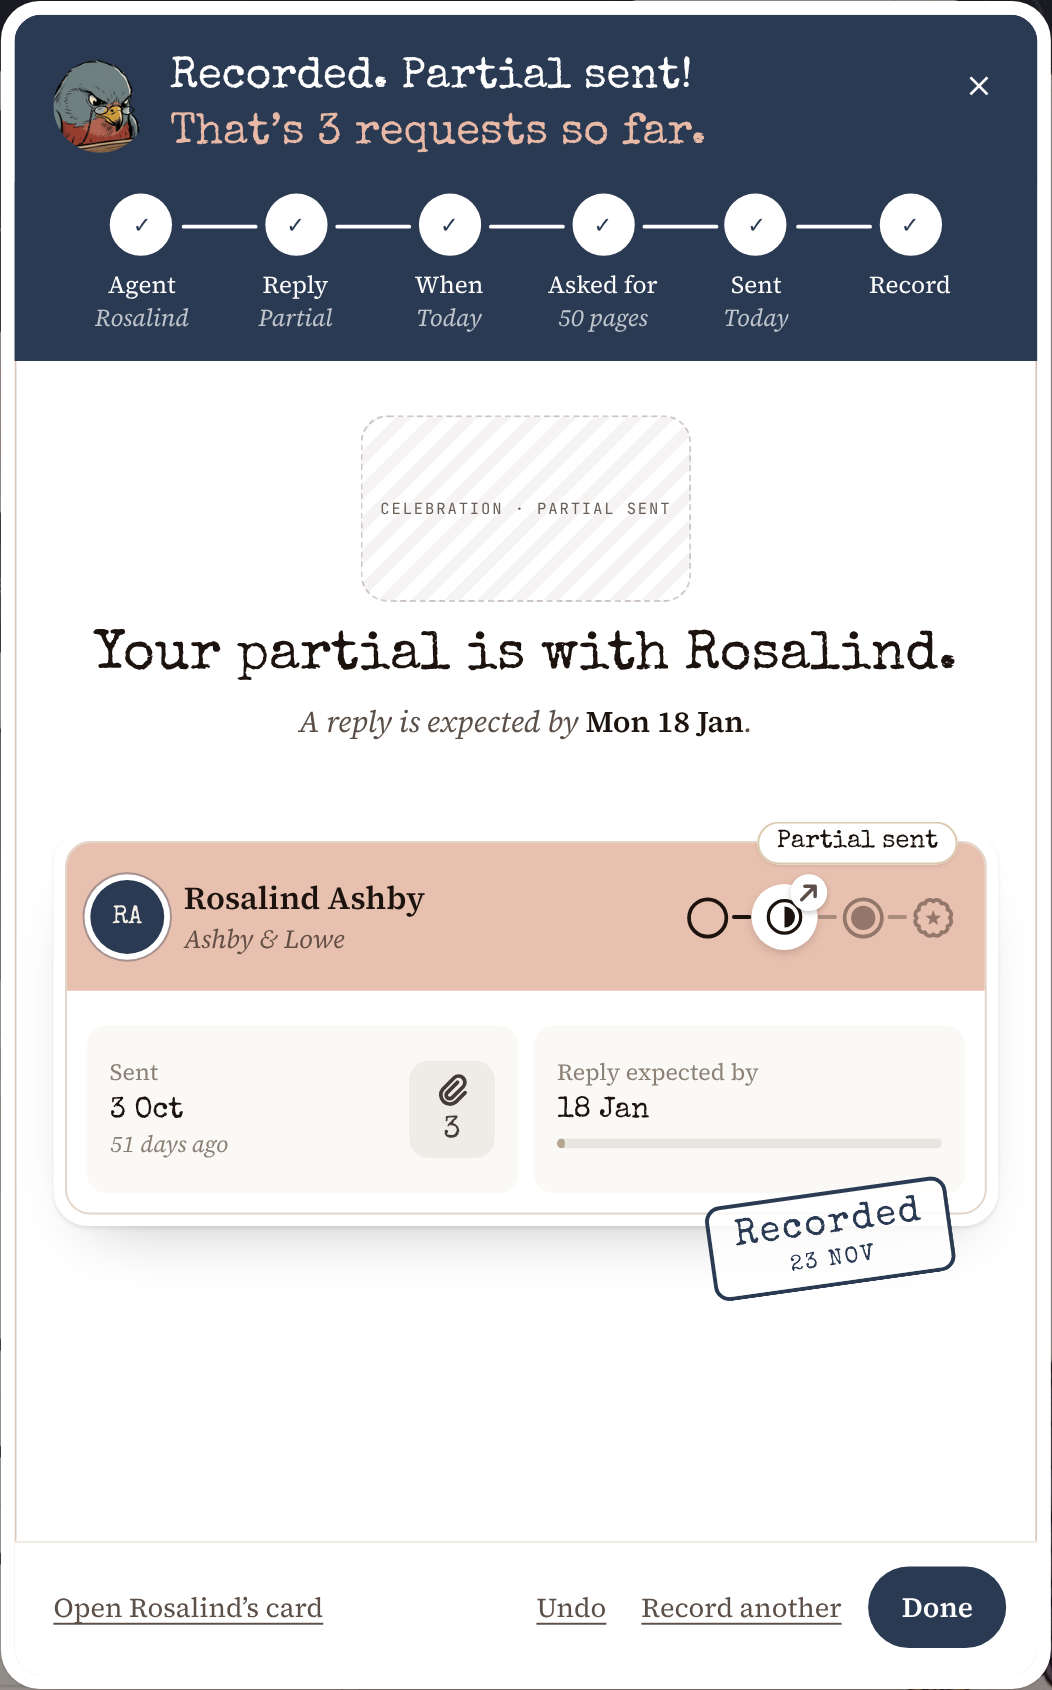 Recorded. Partial sent!
That's 3 requests so far.
✓ ✓ ✓ ✓ ✓ ✓
Agent Reply When Asked for Sent Record
Rosalind Partial Today 50 pages Today
CELEBRATION · PARTIAL SENT
Your partial is with Rosalind.
A reply is expected by Mon 18 Jan.
Partial sent
RA
Rosalind Ashby
Ashby & Lowe
Sent
3 Oct
51 days ago
3
Reply expected by
18 Jan
Recorded
23 NOV
Open Rosalind's card
Undo
Record another
Done